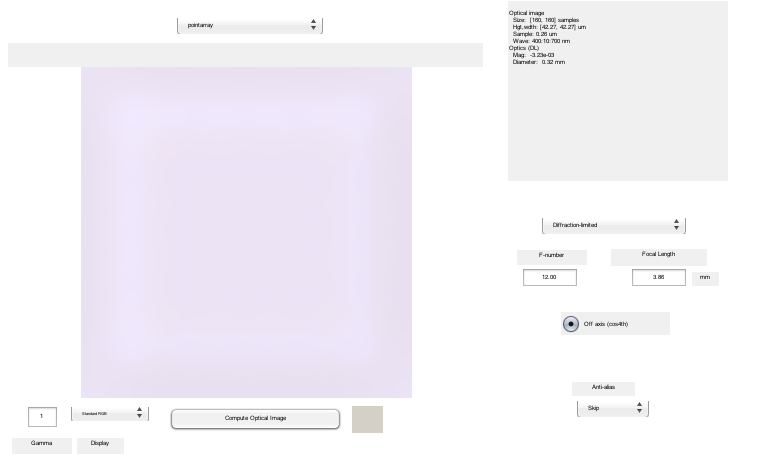 pointarray
Optical image
Size: [160, 160] samples
Hgt,wdth: [42.27, 42.27] um
Sample: 0.26 um
Wave: 400:10:700 nm
Optics (DL)
Mag: -3.23e-03
Diameter: 0.32 mm
Diffraction-limited
F-number
Focal Length
12.00
3.86
mm
Off axis (cos4th)
Anti-alias
Skip
1
Standard RGB
Compute Optical Image
Gamma
Display